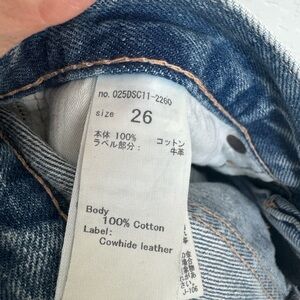 no. 025DSC11-2260
size 26
本体 100% コットン
ラベル部分: 牛革
Body
100% Cotton
Label:
Cowhide leather
J-106